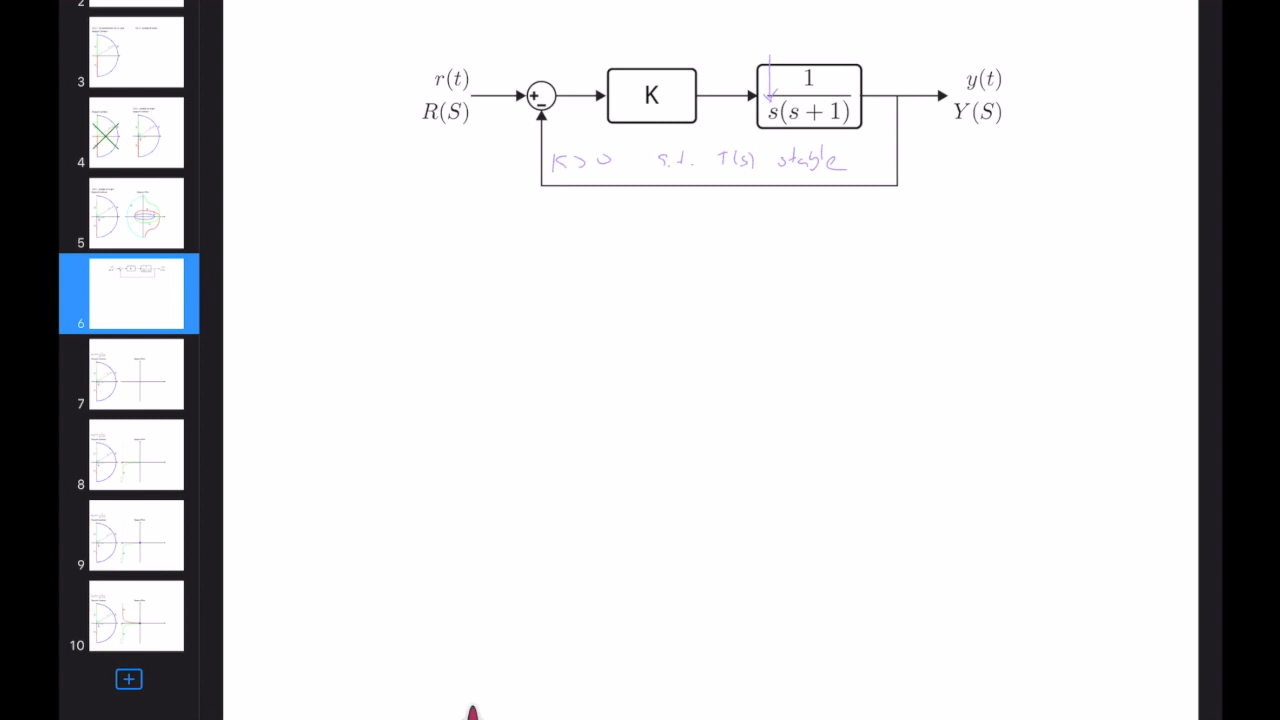 2
3
4
5
6
7
8
9
10
r(t)
R(S)
+
-
K
1
s(s + 1)
y(t)
Y(S)
K > 0 s.t. T(s) stable